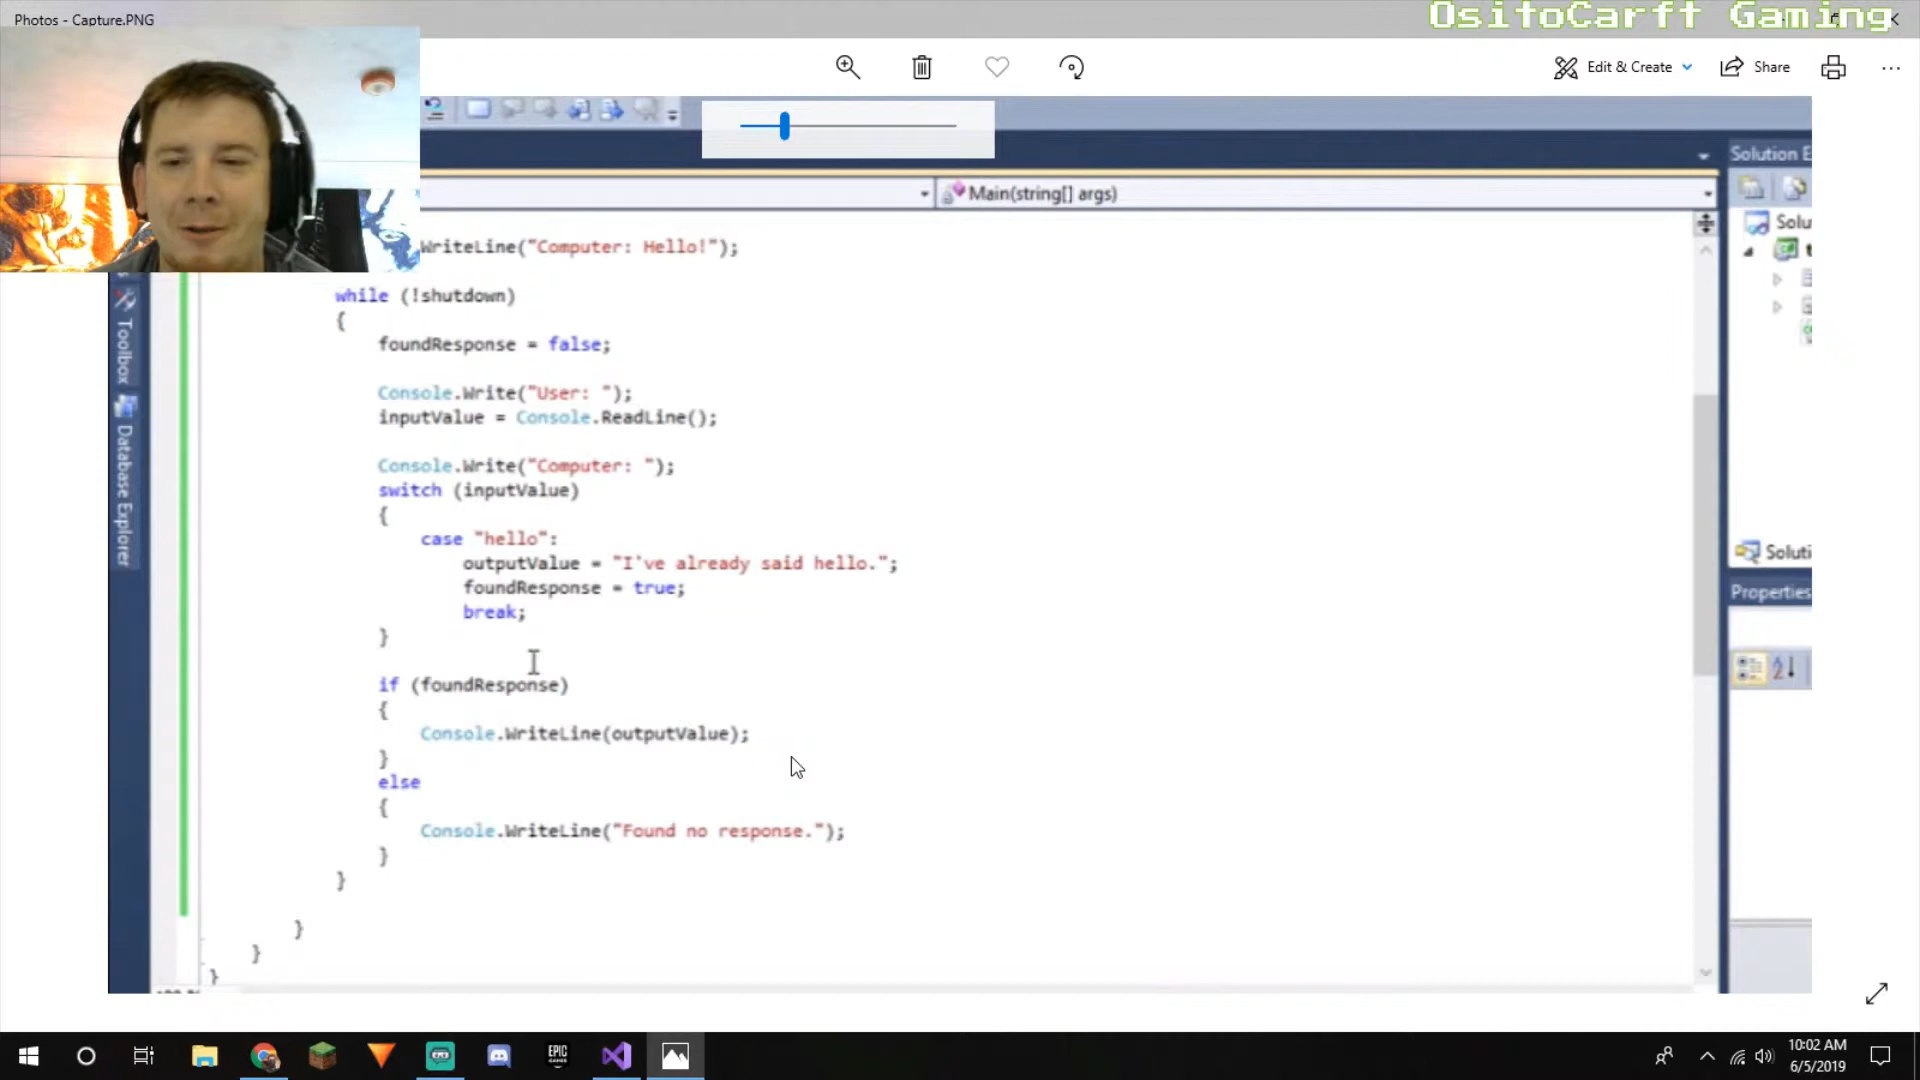 Photos - Capture.PNG
OsitoCarft Gaming
Edit & Create
Share
Main(string[] args)
Solution E
WriteLine("Computer: Hello!");
while (!shutdown)
{
foundResponse = false;
Console.Write("User: ");
inputValue = Console.ReadLine();
Console.Write("Computer: ");
switch (inputValue)
{
case "hello":
outputValue = "I've already said hello.";
foundResponse = true;
break;
}
if (foundResponse)
{
Console.WriteLine(outputValue);
}
else
{
Console.WriteLine("Found no response.");
}
}
}
}
}
Toolbox
Database Explorer
Solu
Soluti
Properties
EPIC
GAMES
10:02 AM
6/5/2019